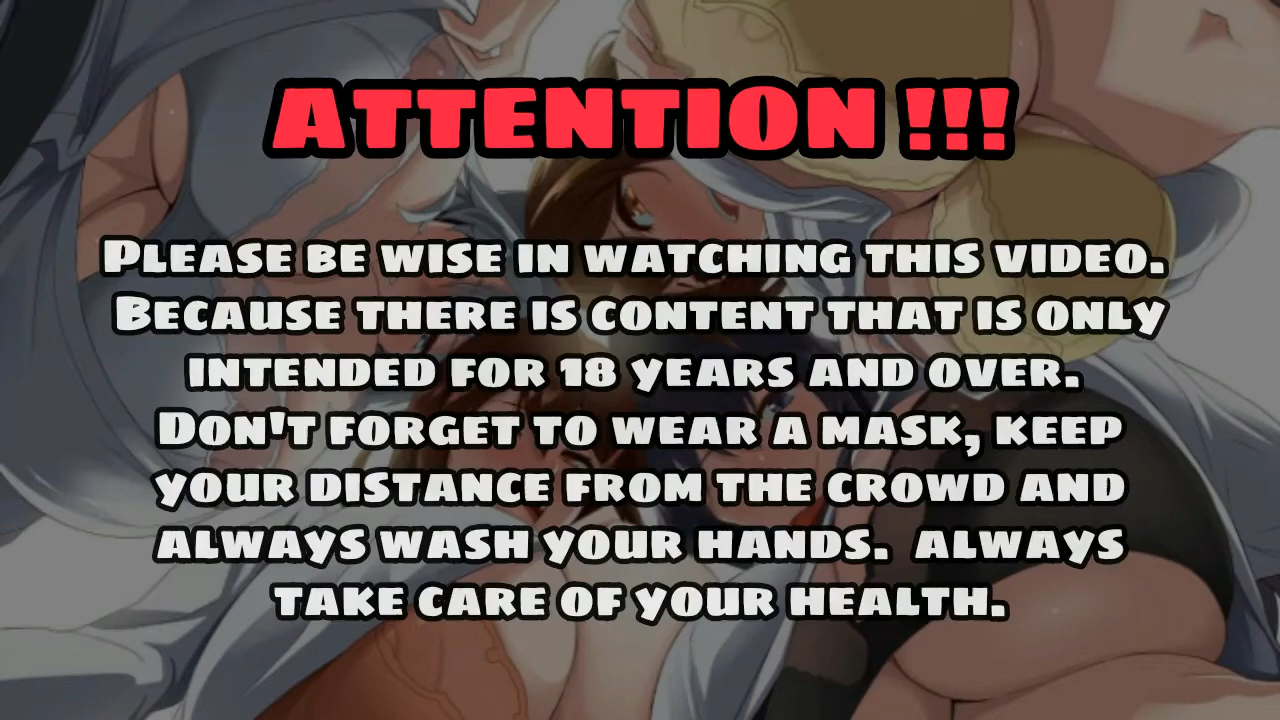 ATTENTION !!!
PLEASE BE WISE IN WATCHING THIS VIDEO.
BECAUSE THERE IS CONTENT THAT IS ONLY
INTENDED FOR 18 YEARS AND OVER.
DON'T FORGET TO WEAR A MASK, KEEP
YOUR DISTANCE FROM THE CROWD AND
ALWAYS WASH YOUR HANDS. ALWAYS
TAKE CARE OF YOUR HEALTH.